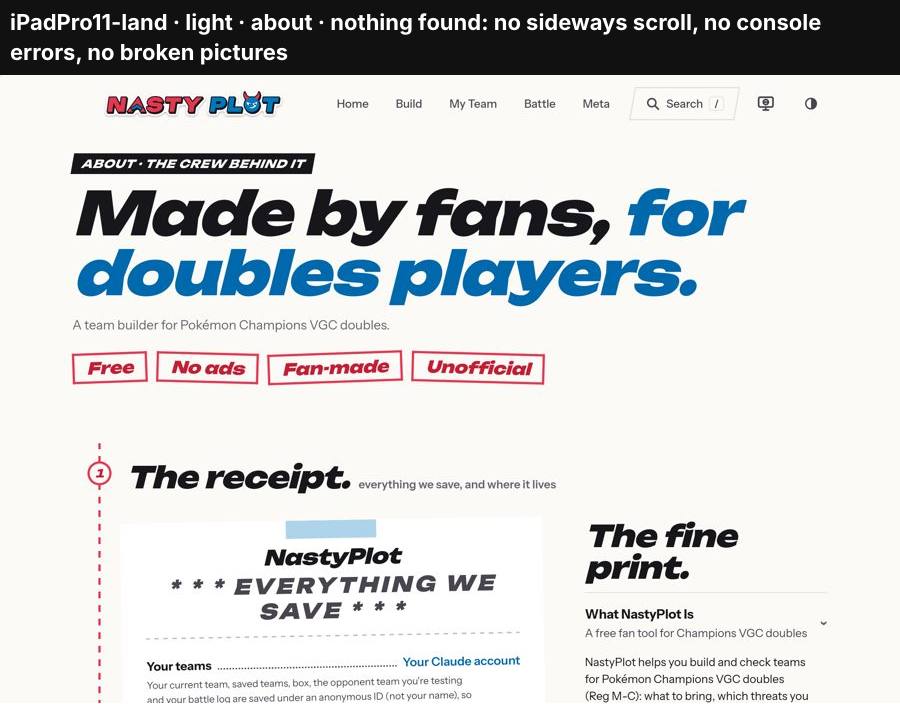 iPadPro11-land · light · about · nothing found: no sideways scroll, no console
errors, no broken pictures
NASTY PLOT
Home Build My Team Battle Meta Search /
ABOUT · THE CREW BEHIND IT
Made by fans, for
doubles players.
A team builder for Pokémon Champions VGC doubles.
Free No ads Fan-made Unofficial
1 The receipt. everything we save, and where it lives
NastyPlot
* * * EVERYTHING WE
SAVE * * *
Your teams Your Claude account
Your current team, saved teams, box, the opponent team you're testing
and your battle log are saved under an anonymous ID (not your name), so
The fine
print.
What NastyPlot Is
A free fan tool for Champions VGC doubles
NastyPlot helps you build and check teams
for Pokémon Champions VGC doubles
(Reg M-C): what to bring, which threats you